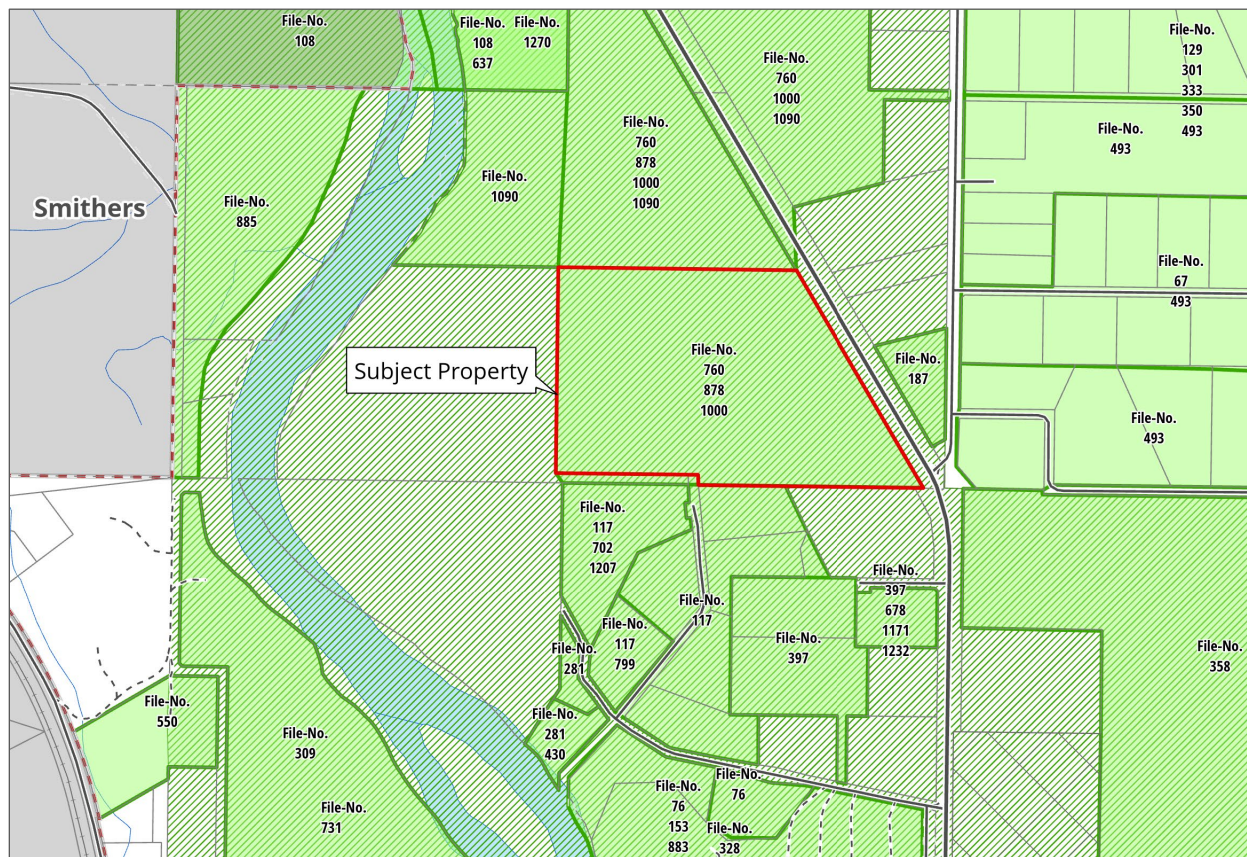 File-No.
108
File-No.
108
637
File-No.
1270
File-No.
760
1000
1090
File-No.
129
301
333
350
493
File-No.
760
878
1000
1090
File-No.
493
File-No.
1090
Smithers
File-No.
885
File-No.
67
493
Subject Property
File-No.
760
878
1000
File-No.
187
File-No.
493
File-No.
117
702
1207
File-No.
397
678
1171
1232
File-No.
117
File-No.
117
799
File-No.
397
File-No.
281
File-No.
358
File-No.
550
File-No.
281
430
File-No.
309
File-No.
76
File-No.
76
153
883
File-No.
731
File-No.
328